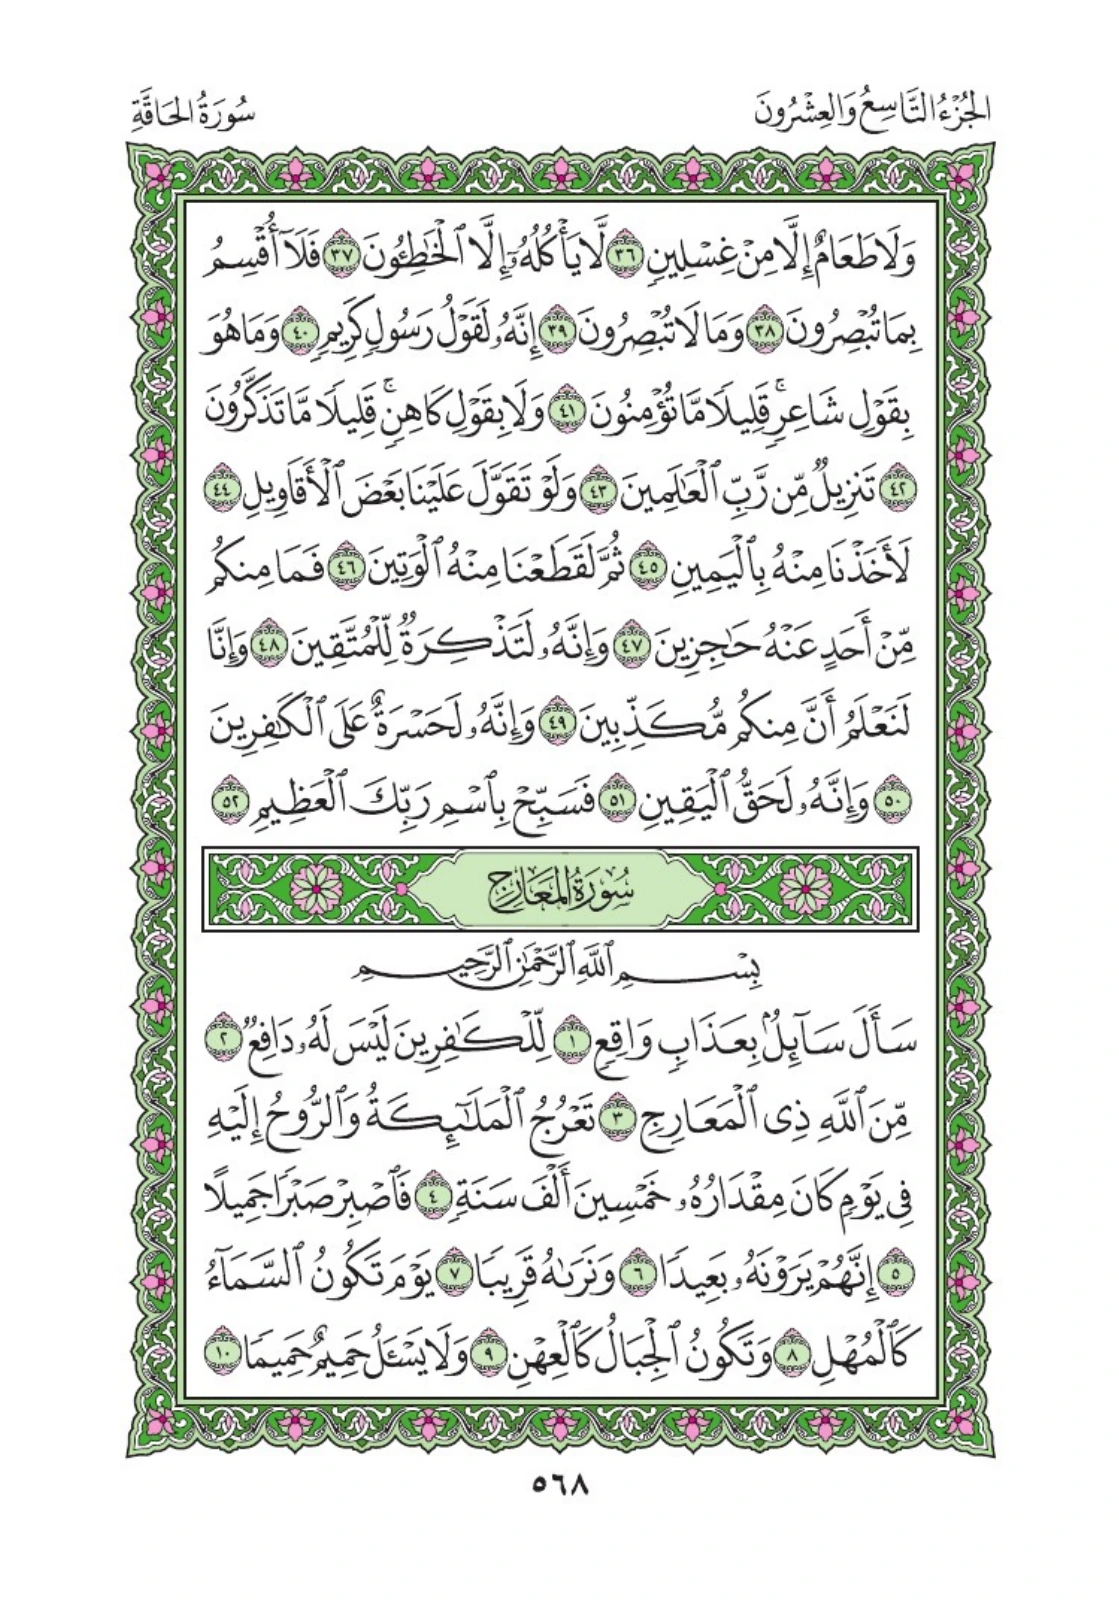 الجُزْءُ التَّاسِعُ وَالعِشْرُونَ
سُورَةُ الحَاقَّةِ
وَلَا طَعَامٌ إِلَّا مِنْ غِسْلِينٍ ٣٦ لَّا يَأْكُلُهُۥٓ إِلَّا ٱلْخَٰطِـُٔونَ ٣٧ فَلَآ أُقْسِمُ
بِمَا تُبْصِرُونَ ٣٨ وَمَا لَا تُبْصِرُونَ ٣٩ إِنَّهُۥ لَقَوْلُ رَسُولٍ كَرِيمٍ ٤٠ وَمَا هُوَ
بِقَوْلِ شَاعِرٍ ۚ قَلِيلًا مَّا تُؤْمِنُونَ ٤١ وَلَا بِقَوْلِ كَاهِنٍ ۚ قَلِيلًا مَّا تَذَكَّرُونَ
٤٢ تَنزِيلٌ مِّن رَّبِّ ٱلْعَٰلَمِينَ ٤٣ وَلَوْ تَقَوَّلَ عَلَيْنَا بَعْضَ ٱلْأَقَاوِيلِ ٤٤
لَأَخَذْنَا مِنْهُ بِٱلْيَمِينِ ٤٥ ثُمَّ لَقَطَعْنَا مِنْهُ ٱلْوَتِينَ ٤٦ فَمَا مِنكُم
مِّنْ أَحَدٍ عَنْهُ حَٰجِزِينَ ٤٧ وَإِنَّهُۥ لَتَذْكِرَةٌ لِّلْمُتَّقِينَ ٤٨ وَإِنَّا
لَنَعْلَمُ أَنَّ مِنكُم مُّكَذِّبِينَ ٤٩ وَإِنَّهُۥ لَحَسْرَةٌ عَلَى ٱلْكَٰفِرِينَ
٥٠ وَإِنَّهُۥ لَحَقُّ ٱلْيَقِينِ ٥١ فَسَبِّحْ بِٱسْمِ رَبِّكَ ٱلْعَظِيمِ ٥٢
سُورَةُ المَعَارِجِ
بِسْمِ ٱللَّهِ ٱلرَّحْمَٰنِ ٱلرَّحِيمِ
سَأَلَ سَآئِلٌۢ بِعَذَابٍ وَاقِعٍ ١ لِّلْكَٰفِرِينَ لَيْسَ لَهُۥ دَافِعٌ ٢
مِّنَ ٱللَّهِ ذِى ٱلْمَعَارِجِ ٣ تَعْرُجُ ٱلْمَلَٰٓئِكَةُ وَٱلرُّوحُ إِلَيْهِ
فِى يَوْمٍ كَانَ مِقْدَارُهُۥ خَمْسِينَ أَلْفَ سَنَةٍ ٤ فَٱصْبِرْ صَبْرًا جَمِيلًا
٥ إِنَّهُمْ يَرَوْنَهُۥ بَعِيدًا ٦ وَنَرَىٰهُ قَرِيبًا ٧ يَوْمَ تَكُونُ ٱلسَّمَآءُ
كَٱلْمُهْلِ ٨ وَتَكُونُ ٱلْجِبَالُ كَٱلْعِهْنِ ٩ وَلَا يَسْـَٔلُ حَمِيمٌ حَمِيمًا ١٠
٥٦٨